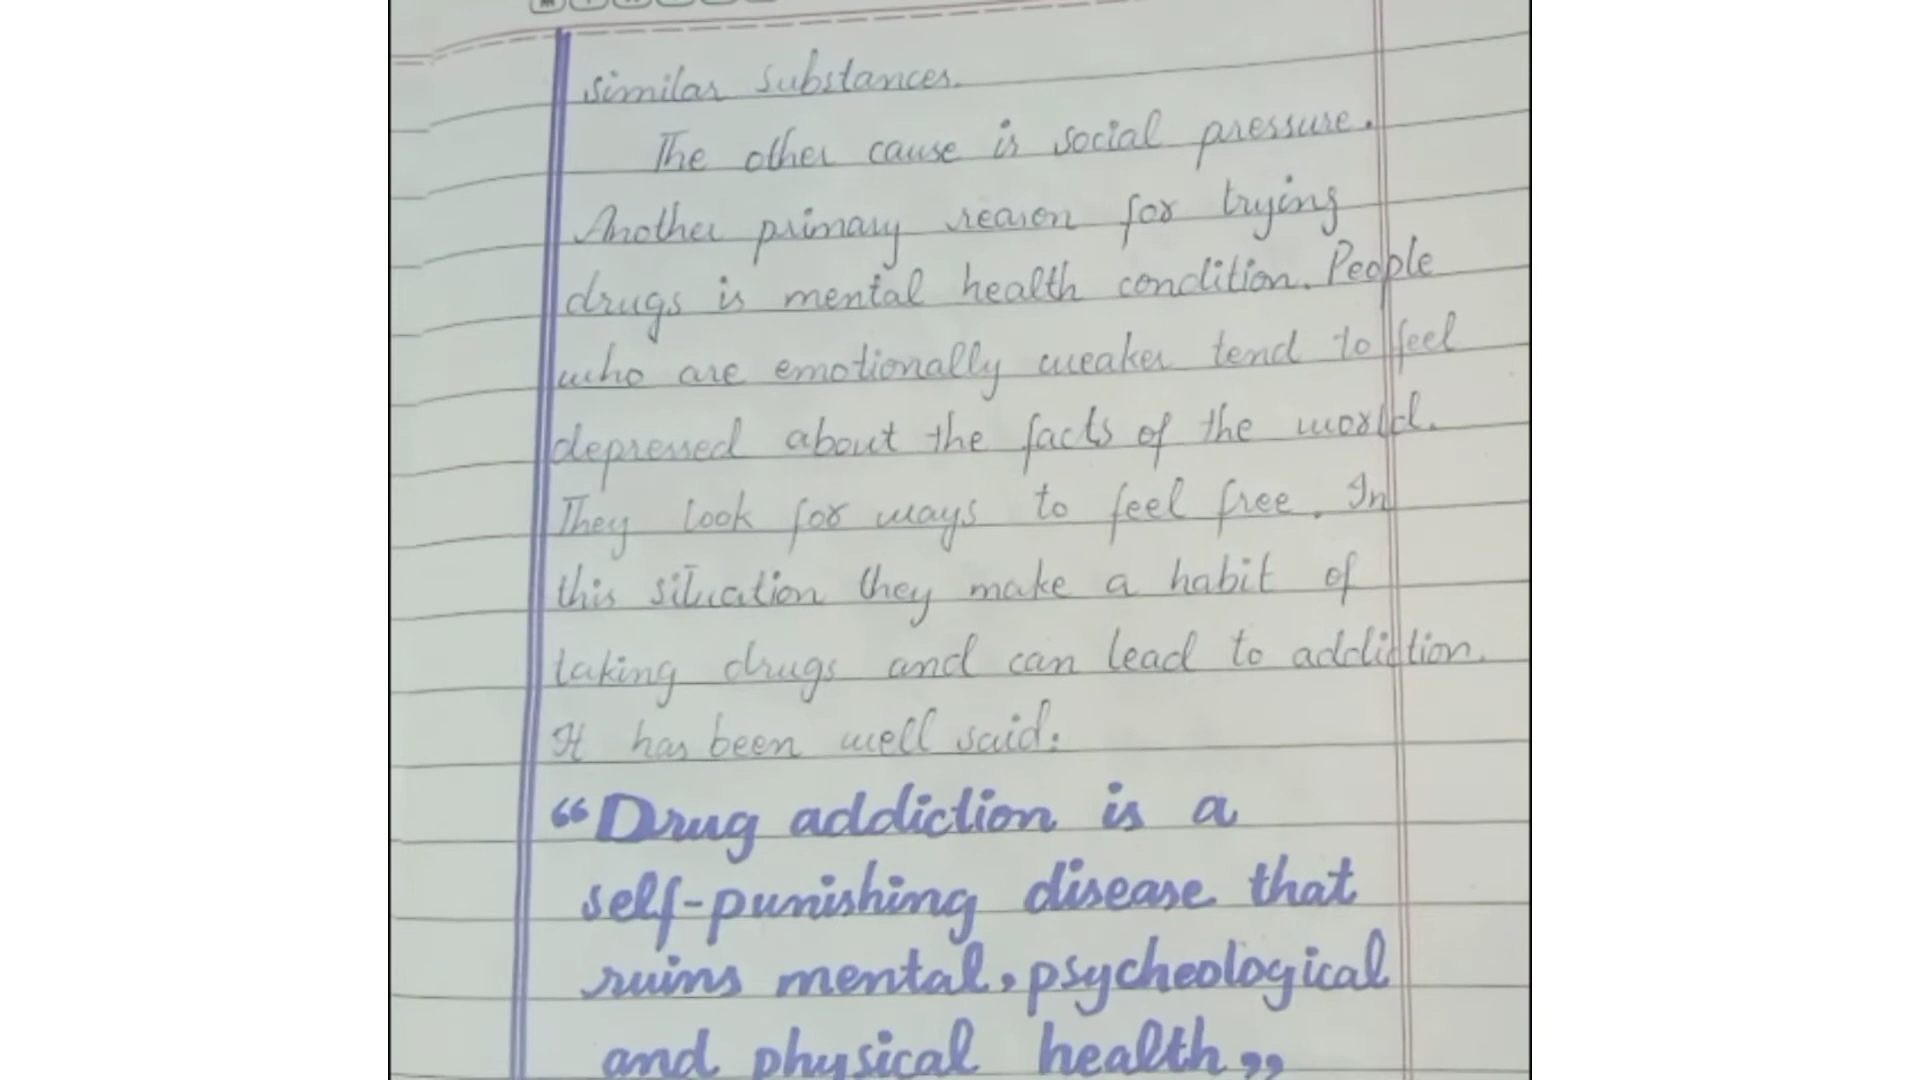 similar substances.
The other cause is social pressure.
Another primary reason for trying
drugs is mental health condition. People
who are emotionally weaker tend to feel
depressed about the facts of the world.
They look for ways to feel free. In
this situation they make a habit of
taking drugs and can lead to addiction.
It has been well said:
“Drug addiction is a
self-punishing disease that
ruins mental, psycheological
and physical health„